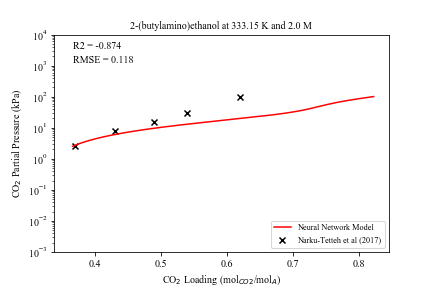 2-(butylamino)ethanol at 333.15 K and 2.0 M
R2 = -0.874
RMSE = 0.118
CO₂ Partial Pressure (kPa)
10⁴
10³
10²
10¹
10⁰
10⁻¹
10⁻²
10⁻³
0.4 0.5 0.6 0.7 0.8
CO₂ Loading (mol_CO2/mol_A)
Neural Network Model
Narku-Tetteh et al (2017)